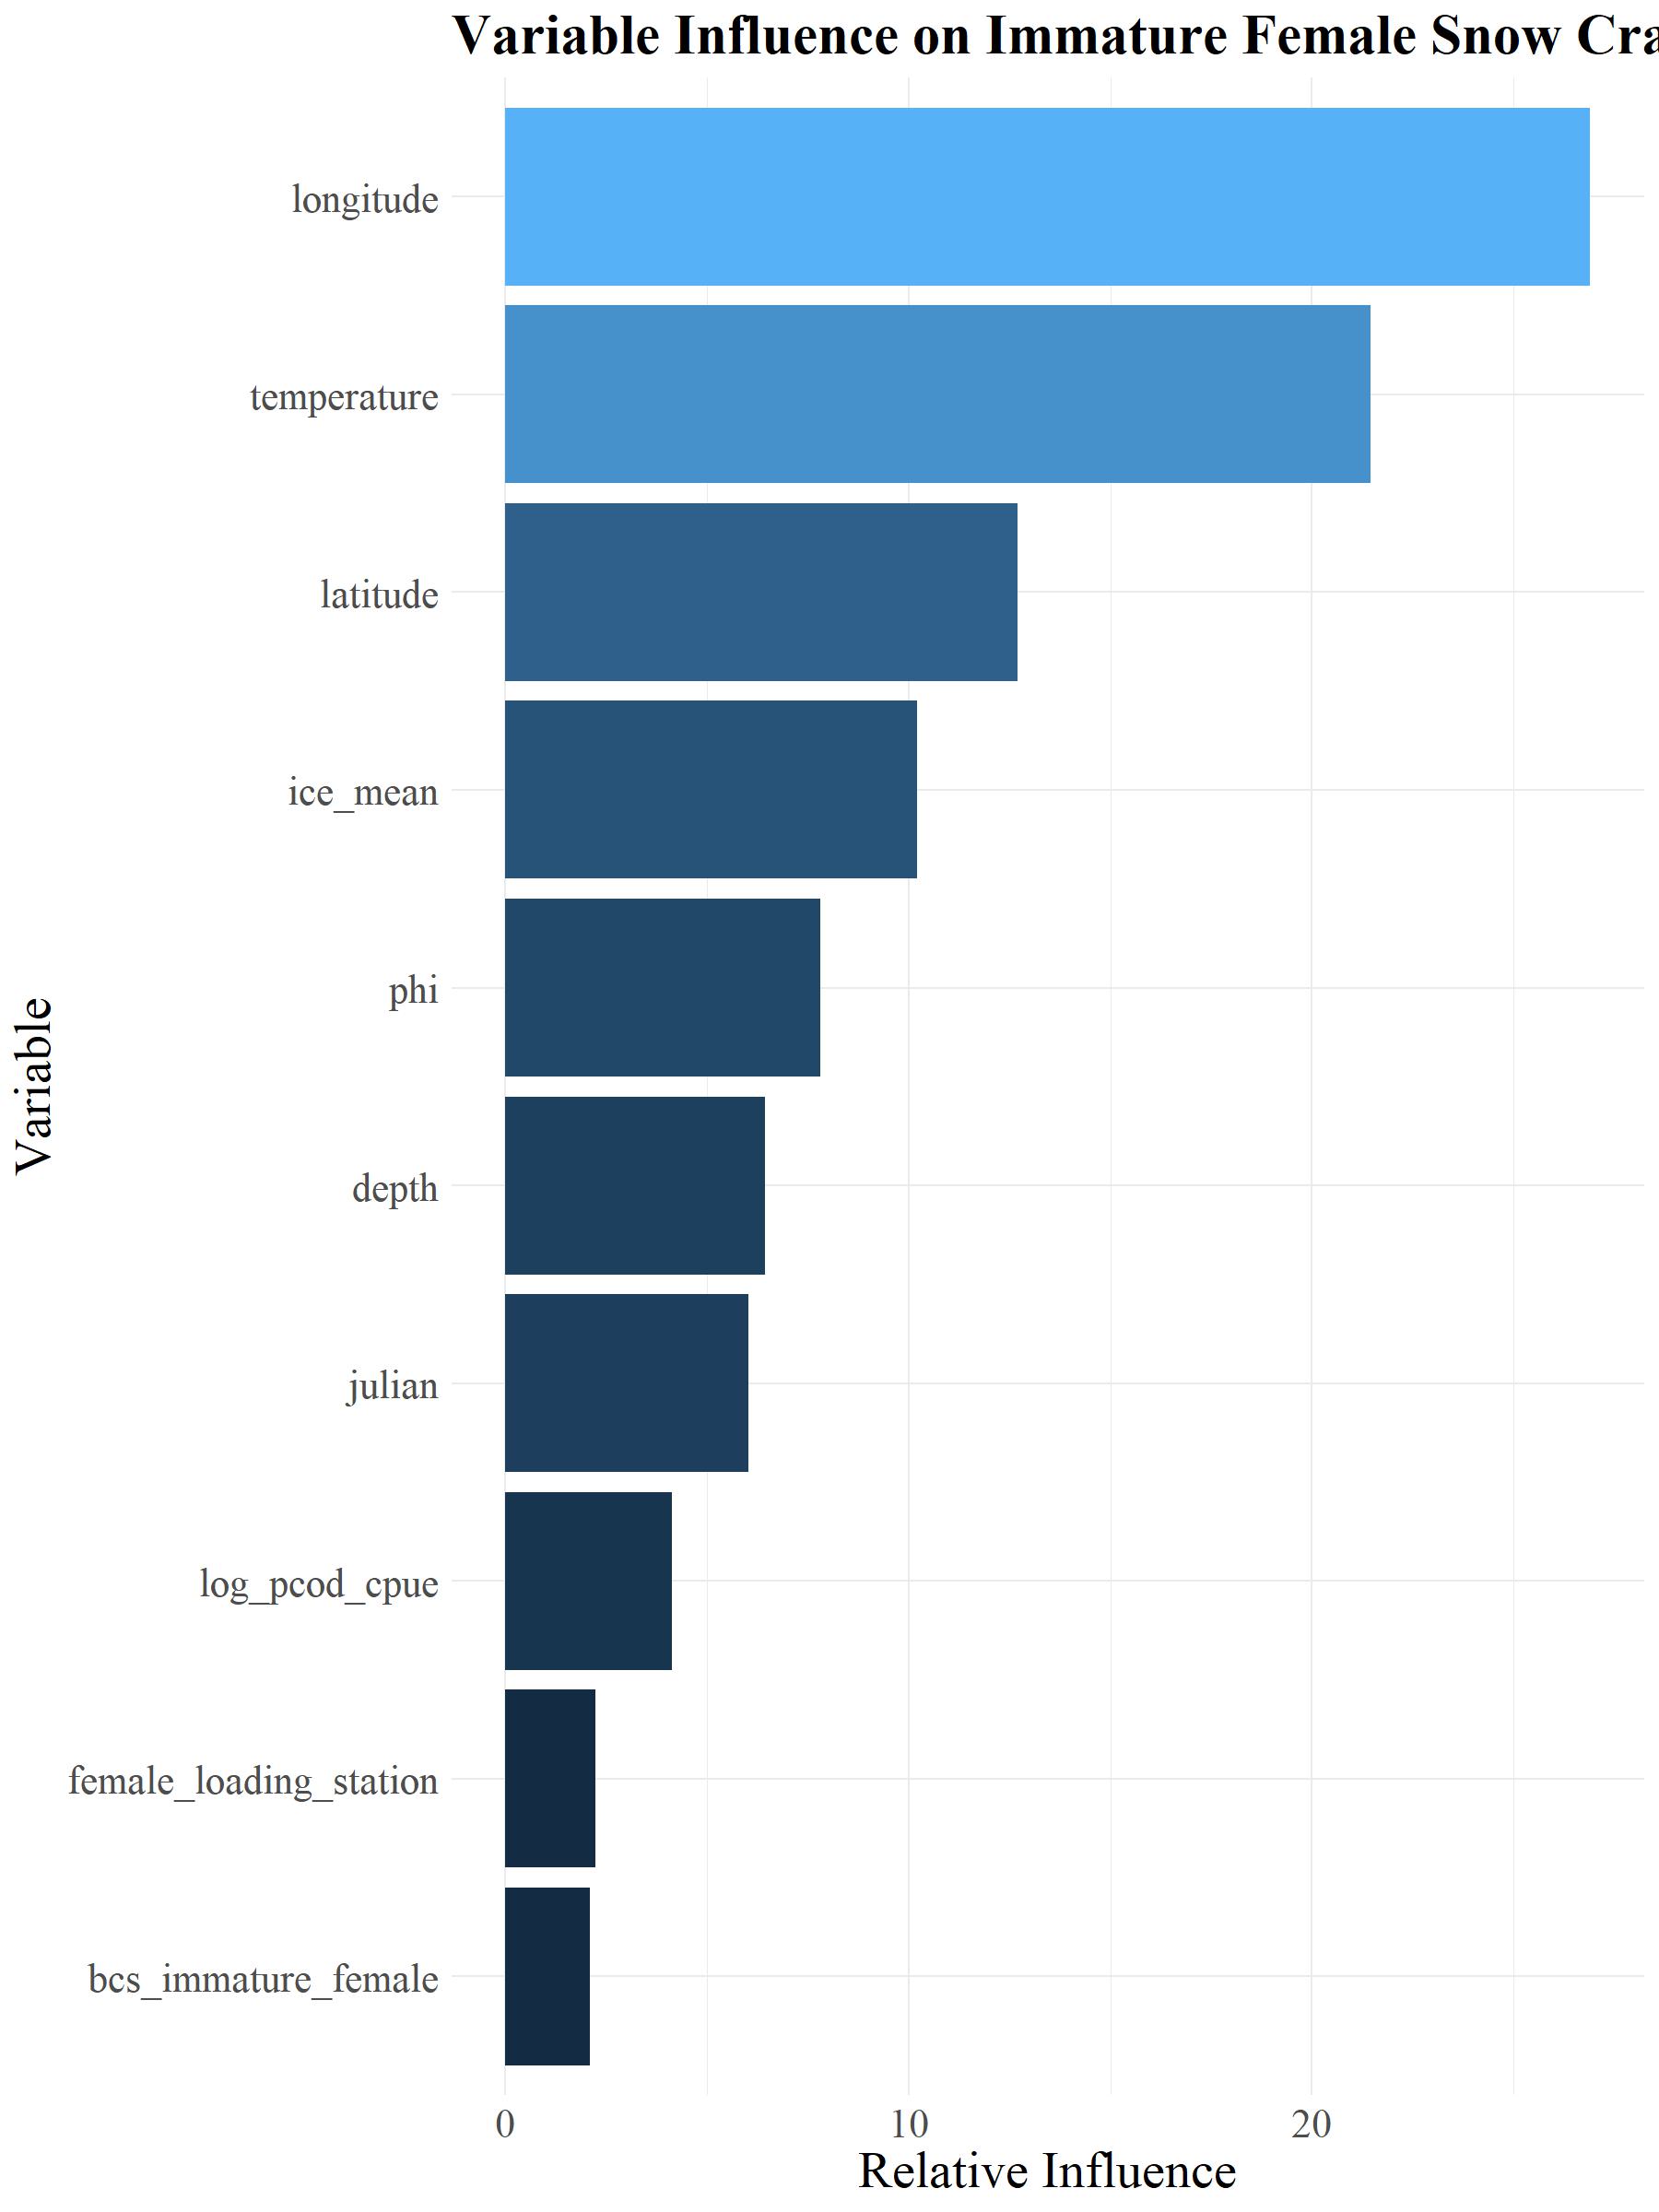 Variable Influence on Immature Female Snow Cra
longitude
temperature
latitude
ice_mean
phi
depth
julian
log_pcod_cpue
female_loading_station
bcs_immature_female
Variable
0 10 20
Relative Influence